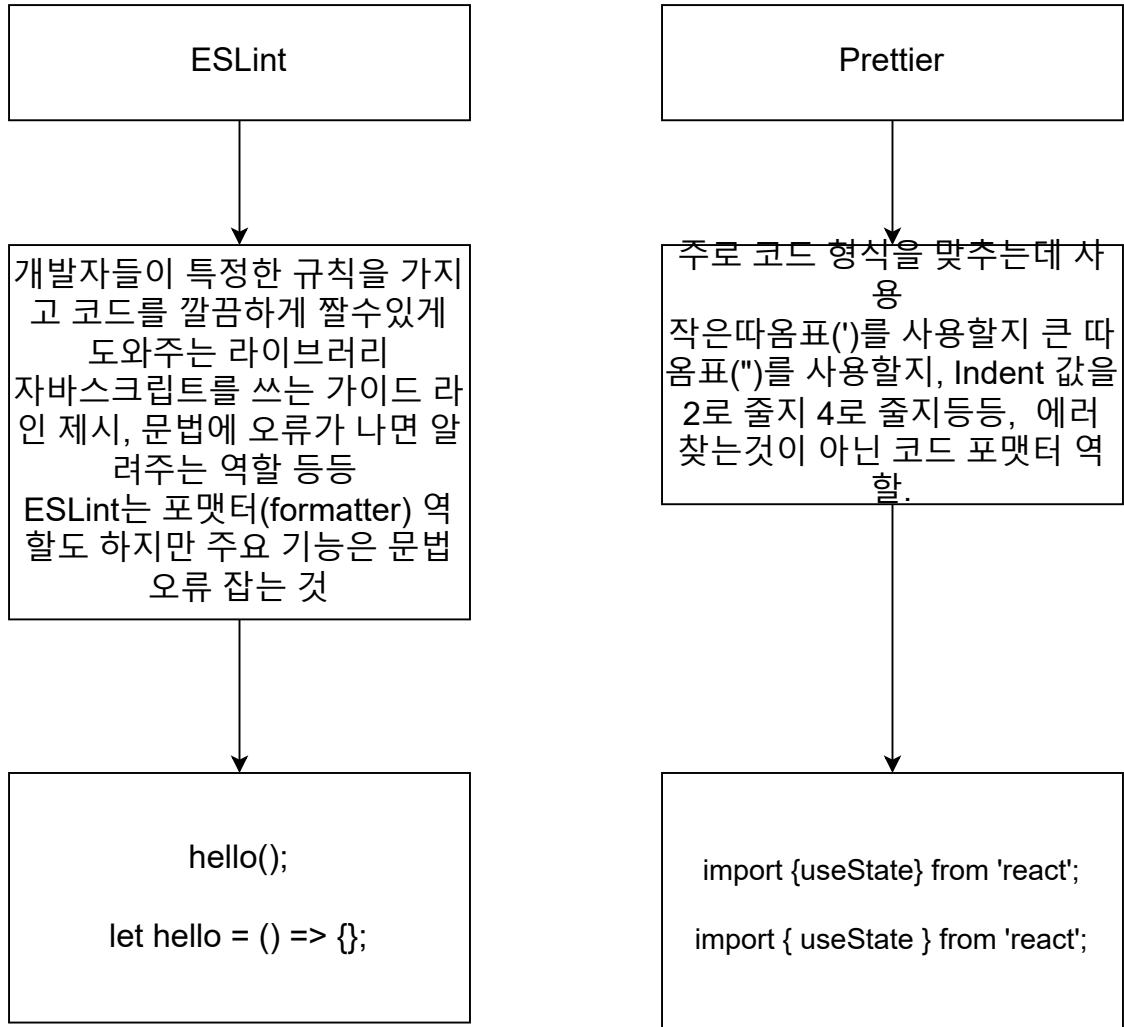 ESLint
개발자들이 특정한 규칙을 가지
고 코드를 깔끔하게 짤수있게
도와주는 라이브러리
자바스크립트를 쓰는 가이드 라
인 제시, 문법에 오류가 나면 알
려주는 역할 등등
ESLint는 포맷터(formatter) 역
할도 하지만 주요 기능은 문법
오류 잡는 것
hello();
let hello = () => {};
Prettier
주로 코드 형식을 맞추는데 사
용
작은따옴표(')를 사용할지 큰 따
옴표(")를 사용할지, Indent 값을
2로 줄지 4로 줄지등등, 에러
찾는것이 아닌 코드 포맷터 역
할.
import {useState} from 'react';
import { useState } from 'react';